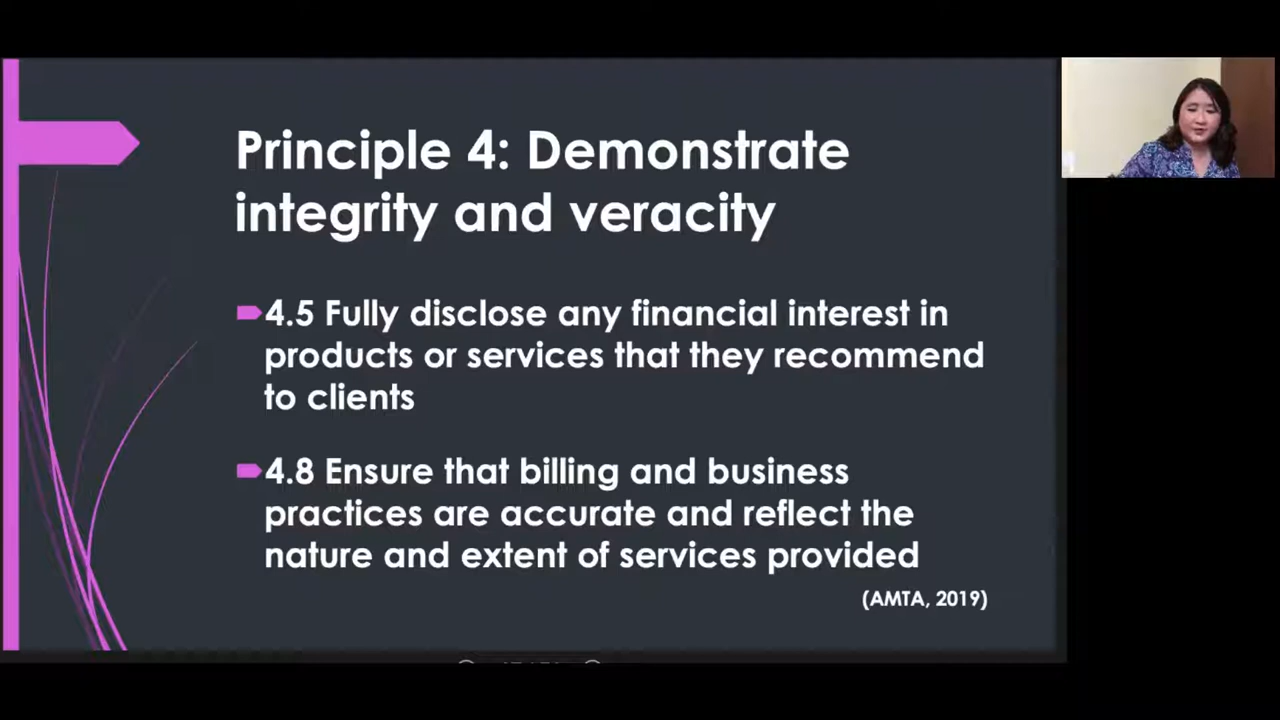 Principle 4: Demonstrate
integrity and veracity
4.5 Fully disclose any financial interest in
products or services that they recommend
to clients
4.8 Ensure that billing and business
practices are accurate and reflect the
nature and extent of services provided
(AMTA, 2019)